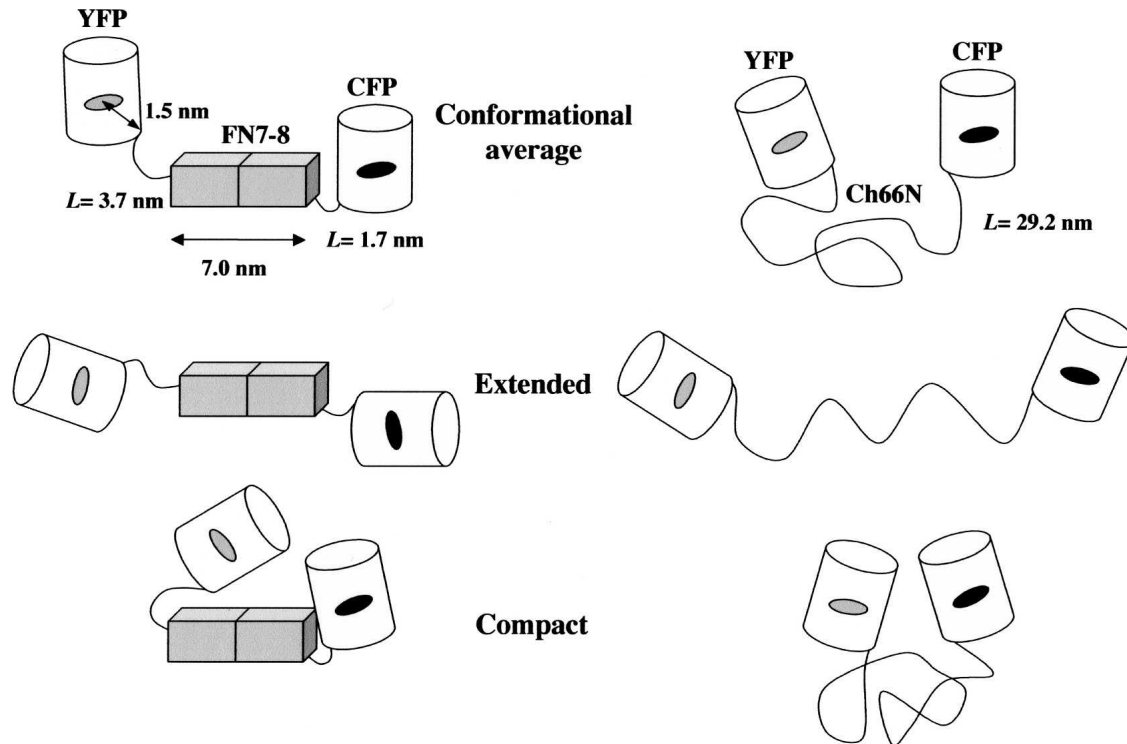 YFP
CFP
1.5 nm
FN7-8
L= 3.7 nm
L= 1.7 nm
7.0 nm
Conformational
average
YFP
CFP
Ch66N
L= 29.2 nm
Extended
Compact